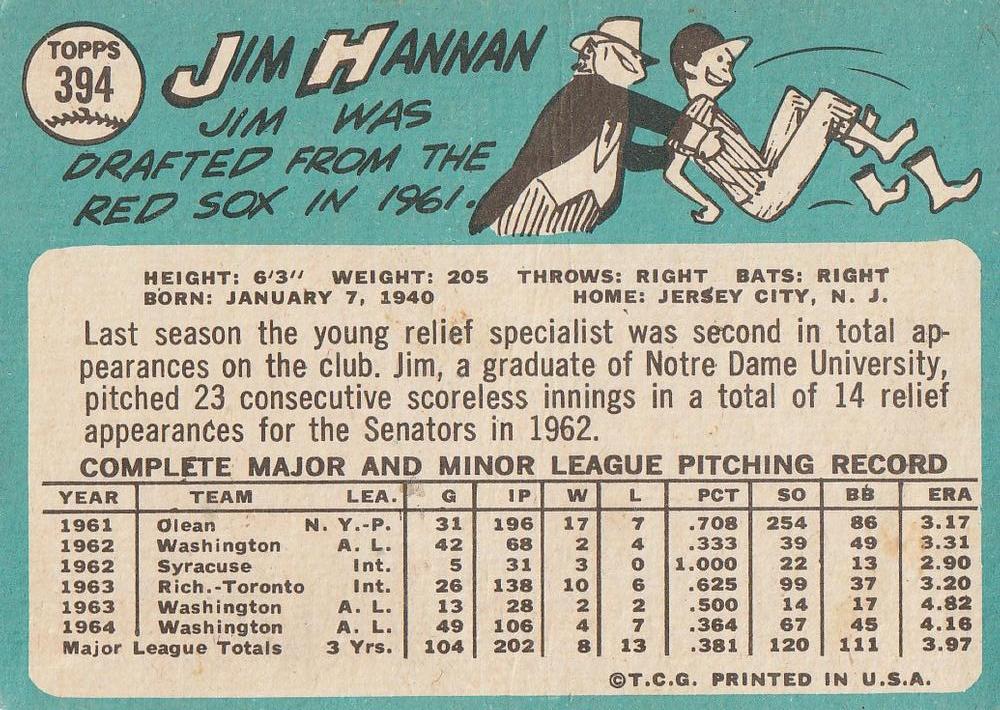 TOPPS
394
JIM HANNAN
JIM WAS
DRAFTED FROM THE
RED SOX IN 1961.
HEIGHT: 6'3" WEIGHT: 205 THROWS: RIGHT BATS: RIGHT
BORN: JANUARY 7, 1940 HOME: JERSEY CITY, N. J.
Last season the young relief specialist was second in total ap-
pearances on the club. Jim, a graduate of Notre Dame University,
pitched 23 consecutive scoreless innings in a total of 14 relief
appearances for the Senators in 1962.
COMPLETE MAJOR AND MINOR LEAGUE PITCHING RECORD
YEAR TEAM LEA. G IP W L PCT SO BB ERA
1961 Olean N. Y.-P. 31 196 17 7 .708 254 86 3.17
1962 Washington A. L. 42 68 2 4 .333 39 49 3.31
1962 Syracuse Int. 5 31 3 0 1.000 22 13 2.90
1963 Rich.-Toronto Int. 26 138 10 6 .625 99 37 3.20
1963 Washington A. L. 13 28 2 2 .500 14 17 4.82
1964 Washington A. L. 49 106 4 7 .364 67 45 4.16
Major League Totals 3 Yrs. 104 202 8 13 .381 120 111 3.97
©T.C.G. PRINTED IN U.S.A.